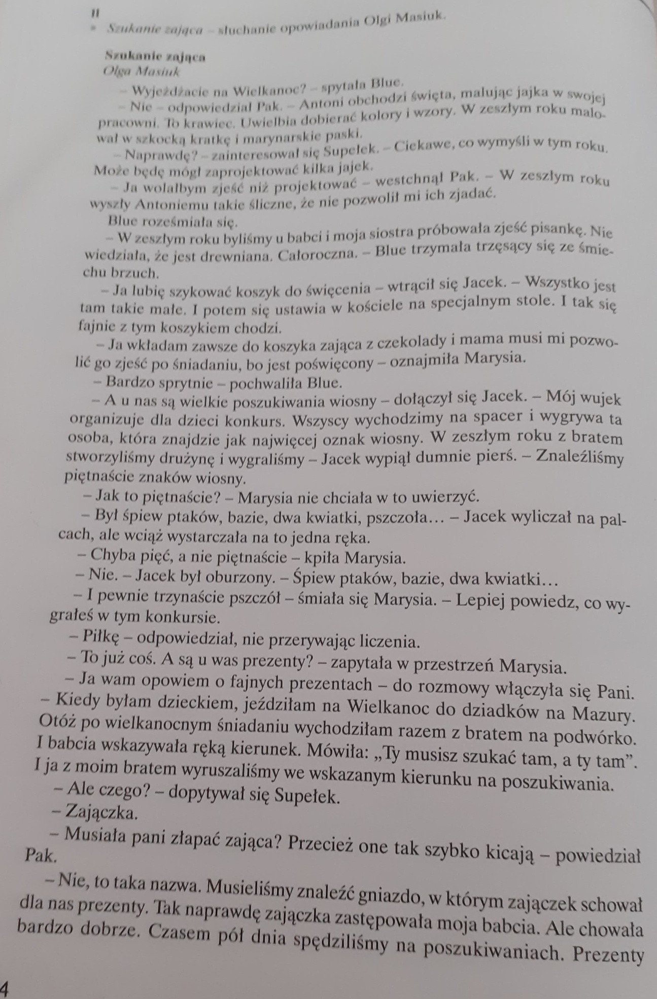 II
• Szukanie zająca – słuchanie opowiadania Olgi Masiuk.
Szukanie zająca
Olga Masiuk
– Wyjeżdżacie na Wielkanoc? – spytała Blue.
– Nie – odpowiedział Pak. – Antoni obchodzi święta, malując jajka w swojej
pracowni. To krawiec. Uwielbia dobierać kolory i wzory. W zeszłym roku malo-
wał w szkocką kratkę i marynarskie paski.
– Naprawdę? – zainteresował się Supełek. – Ciekawe, co wymyśli w tym roku.
Może będę mógł zaprojektować kilka jajek.
– Ja wolałbym zjeść niż projektować – westchnął Pak. – W zeszłym roku
wyszły Antoniemu takie śliczne, że nie pozwolił mi ich zjadać.
Blue roześmiała się.
– W zeszłym roku byliśmy u babci i moja siostra próbowała zjeść pisankę. Nie
wiedziała, że jest drewniana. Całoroczna. – Blue trzymała trzęsący się ze śmie-
chu brzuch.
– Ja lubię szykować koszyk do święcenia – wtrącił się Jacek. – Wszystko jest
tam takie małe. I potem się ustawia w kościele na specjalnym stole. I tak się
fajnie z tym koszykiem chodzi.
– Ja wkładam zawsze do koszyka zająca z czekolady i mama musi mi pozwo-
lić go zjeść po śniadaniu, bo jest poświęcony – oznajmiła Marysia.
– Bardzo sprytnie – pochwaliła Blue.
– A u nas są wielkie poszukiwania wiosny – dołączył się Jacek. – Mój wujek
organizuje dla dzieci konkurs. Wszyscy wychodzimy na spacer i wygrywa ta
osoba, która znajdzie jak najwięcej oznak wiosny. W zeszłym roku z bratem
stworzyliśmy drużynę i wygraliśmy – Jacek wypiął dumnie pierś. – Znaleźliśmy
piętnaście znaków wiosny.
– Jak to piętnaście? – Marysia nie chciała w to uwierzyć.
– Był śpiew ptaków, bazie, dwa kwiatki, pszczoła... – Jacek wyliczał na pal-
cach, ale wciąż wystarczała na to jedna ręka.
– Chyba pięć, a nie piętnaście – kpiła Marysia.
– Nie. – Jacek był oburzony. – Śpiew ptaków, bazie, dwa kwiatki...
– I pewnie trzynaście pszczół – śmiała się Marysia. – Lepiej powiedz, co wy-
grałeś w tym konkursie.
– Piłkę – odpowiedział, nie przerywając liczenia.
– To już coś. A są u was prezenty? – zapytała w przestrzeń Marysia.
– Ja wam opowiem o fajnych prezentach – do rozmowy włączyła się Pani.
– Kiedy byłam dzieckiem, jeździłam na Wielkanoc do dziadków na Mazury.
Otóż po wielkanocnym śniadaniu wychodziłam razem z bratem na podwórko.
I babcia wskazywała ręką kierunek. Mówiła: „Ty musisz szukać tam, a ty tam”.
I ja z moim bratem wyruszaliśmy we wskazanym kierunku na poszukiwania.
– Ale czego? – dopytywał się Supełek.
– Zajączka.
– Musiała pani złapać zająca? Przecież one tak szybko kicają – powiedział
Pak.
– Nie, to taka nazwa. Musieliśmy znaleźć gniazdo, w którym zajączek schował
dla nas prezenty. Tak naprawdę zajączka zastępowała moja babcia. Ale chowała
bardzo dobrze. Czasem pół dnia spędziliśmy na poszukiwaniach. Prezenty
4